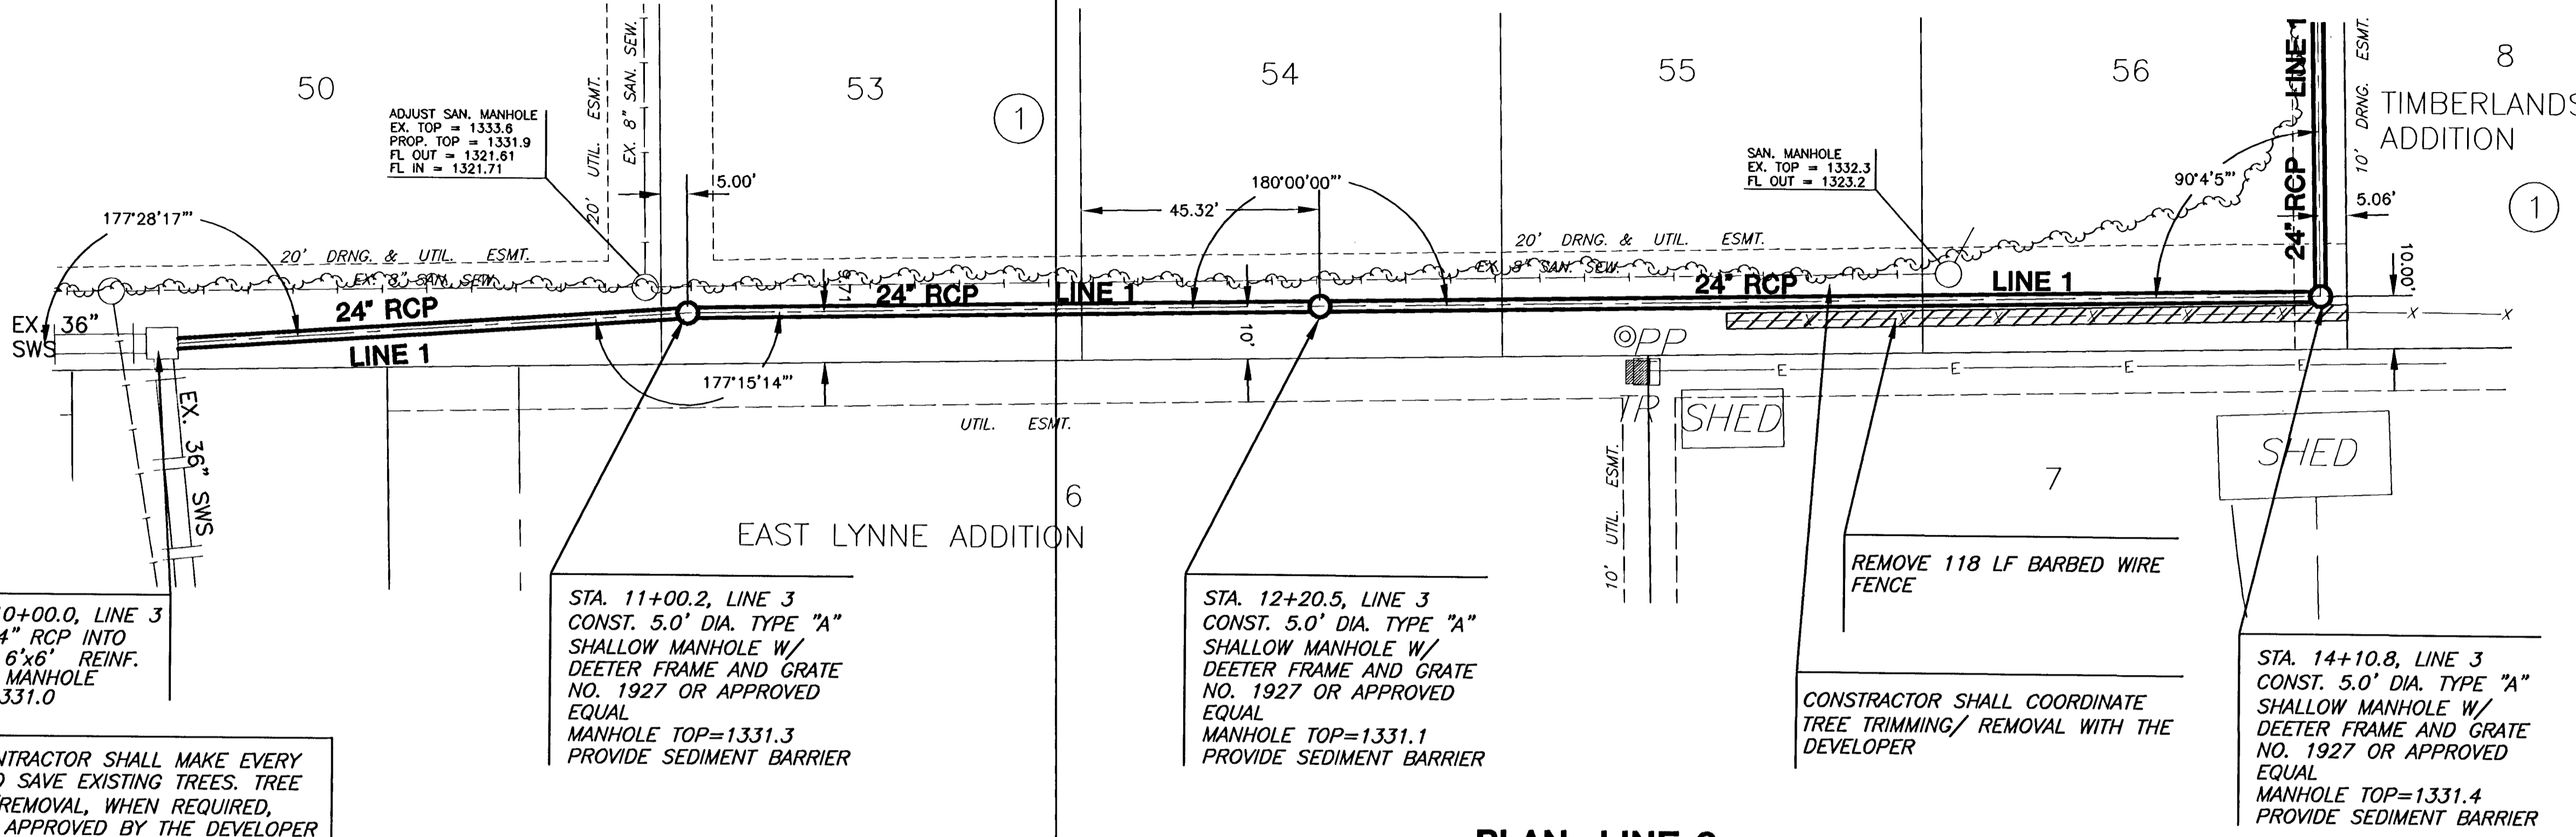 50
53
54
55
56
8
TIMBERLANDS
ADDITION
1
1
ADJUST SAN. MANHOLE
EX. TOP = 1333.6
PROP. TOP = 1331.9
FL OUT = 1321.61
FL IN = 1321.71
20' UTIL. ESMT.
EX. 8" SAN. SEW.
5.00'
180°00'00"'
45.32'
SAN. MANHOLE
EX. TOP = 1332.3
FL OUT = 1323.2
90°4'5"'
24" RCP LINE 1
10' DRNG. ESMT.
5.06'
10.00'
177°28'17"'
20' DRNG. & UTIL. ESMT.
EX. 8" SAN. SEW.
20' DRNG. & UTIL. ESMT.
EX. 8" SAN. SEW.
EX. 36"
SWS
24" RCP
LINE 1
9.71'
24" RCP
LINE 1
24" RCP
LINE 1
10'
177°15'14"'
EX. 36" SWS
UTIL. ESMT.
PP
TR
SHED
SHED
X X X X X X X X
E E E E
10' UTIL. ESMT.
6
7
EAST LYNNE ADDITION
0+00.0, LINE 3
4" RCP INTO
6'x6' REINF.
MANHOLE
331.0
STA. 11+00.2, LINE 3
CONST. 5.0' DIA. TYPE "A"
SHALLOW MANHOLE W/
DEETER FRAME AND GRATE
NO. 1927 OR APPROVED
EQUAL
MANHOLE TOP=1331.3
PROVIDE SEDIMENT BARRIER
STA. 12+20.5, LINE 3
CONST. 5.0' DIA. TYPE "A"
SHALLOW MANHOLE W/
DEETER FRAME AND GRATE
NO. 1927 OR APPROVED
EQUAL
MANHOLE TOP=1331.1
PROVIDE SEDIMENT BARRIER
REMOVE 118 LF BARBED WIRE
FENCE
CONSTRACTOR SHALL COORDINATE
TREE TRIMMING/ REMOVAL WITH THE
DEVELOPER
STA. 14+10.8, LINE 3
CONST. 5.0' DIA. TYPE "A"
SHALLOW MANHOLE W/
DEETER FRAME AND GRATE
NO. 1927 OR APPROVED
EQUAL
MANHOLE TOP=1331.4
PROVIDE SEDIMENT BARRIER
NTRACTOR SHALL MAKE EVERY
O SAVE EXISTING TREES. TREE
REMOVAL, WHEN REQUIRED,
APPROVED BY THE DEVELOPER